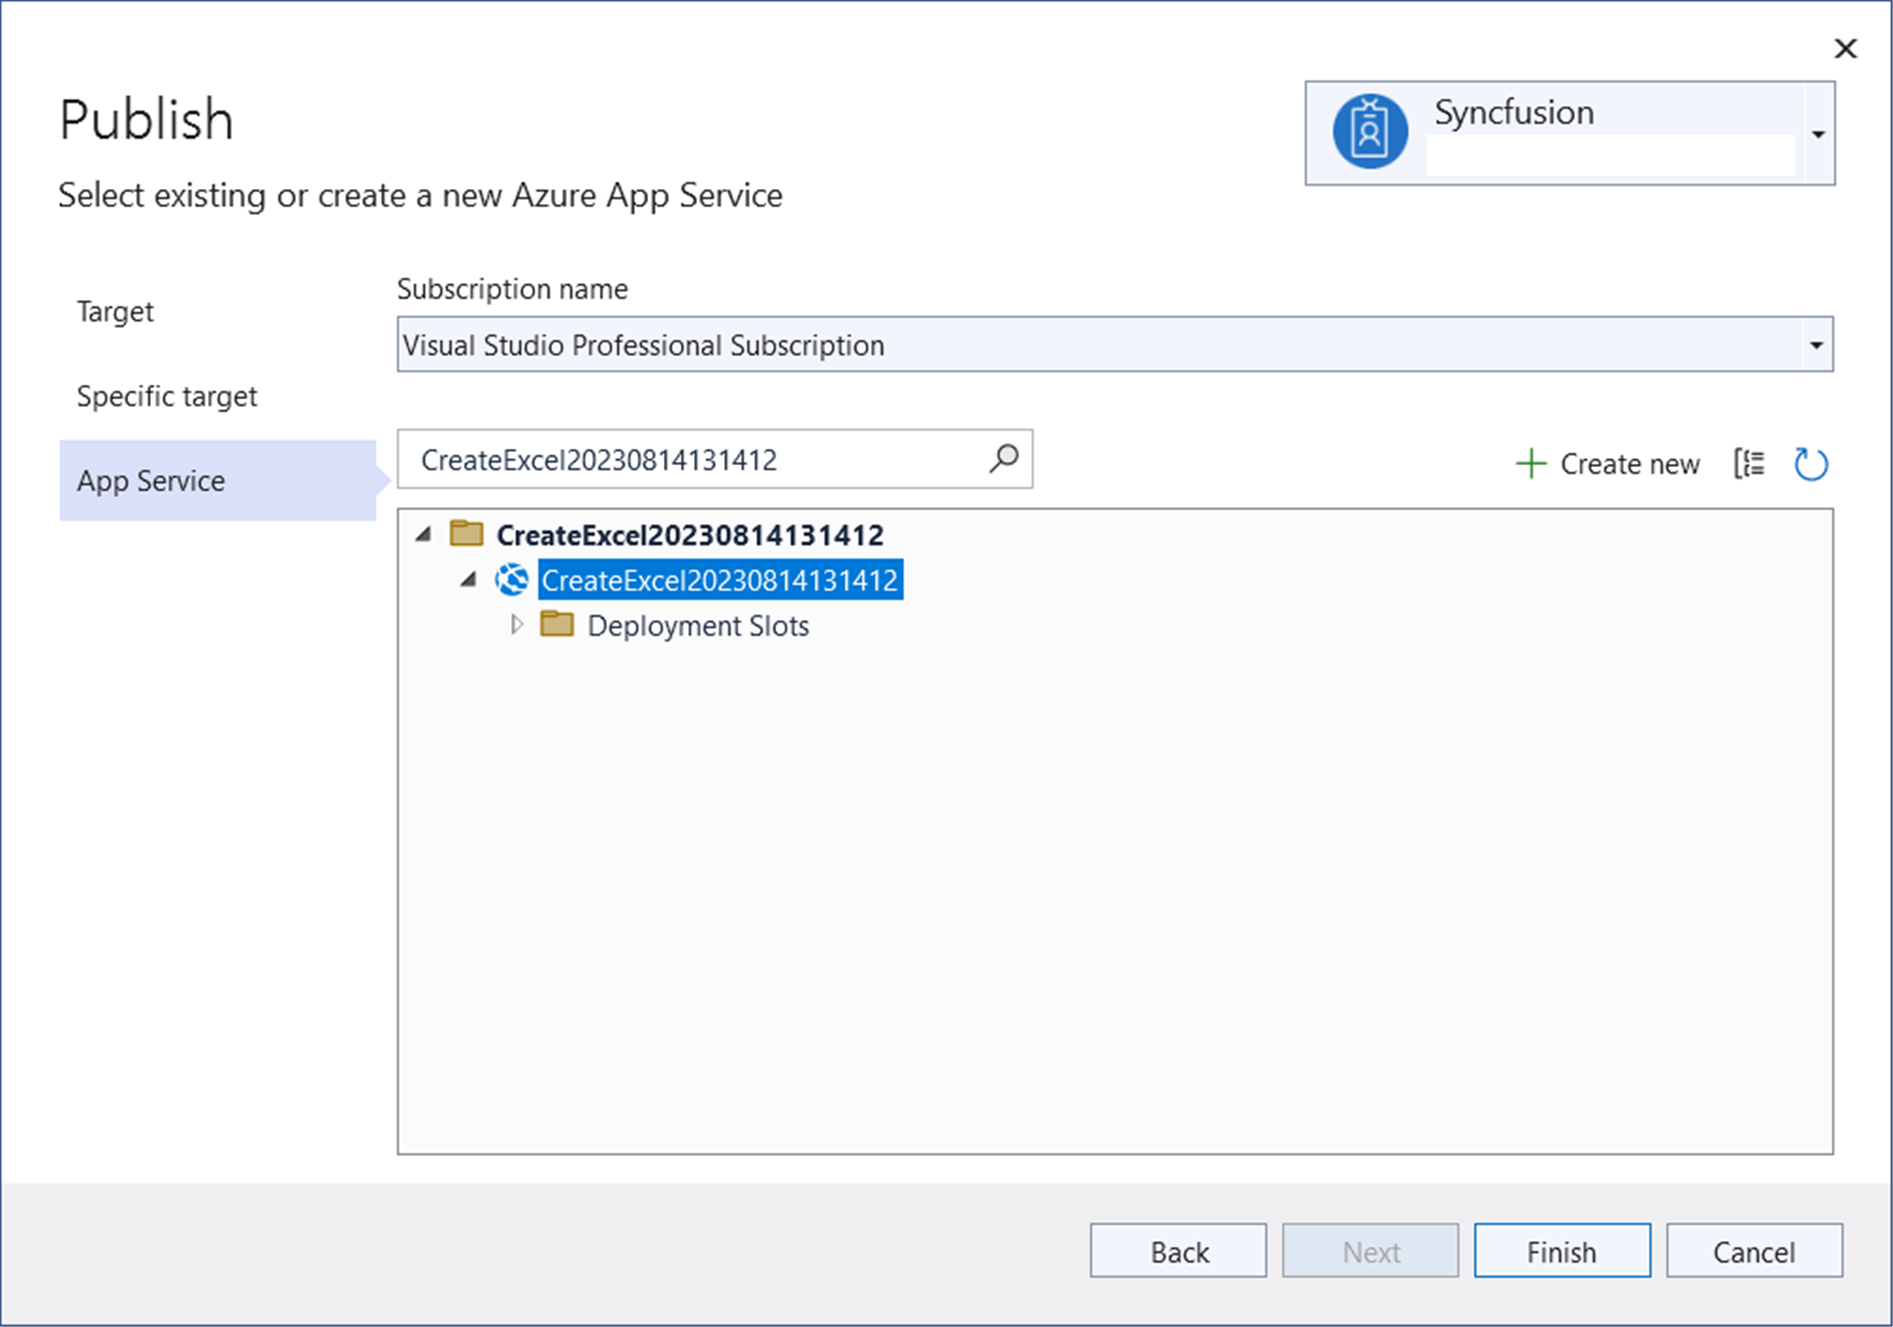 Publish
Syncfusion
Select existing or create a new Azure App Service
Target
Specific target
App Service
Subscription name
Visual Studio Professional Subscription
CreateExcel20230814131412
Create new
CreateExcel20230814131412
CreateExcel20230814131412
Deployment Slots
Back
Next
Finish
Cancel